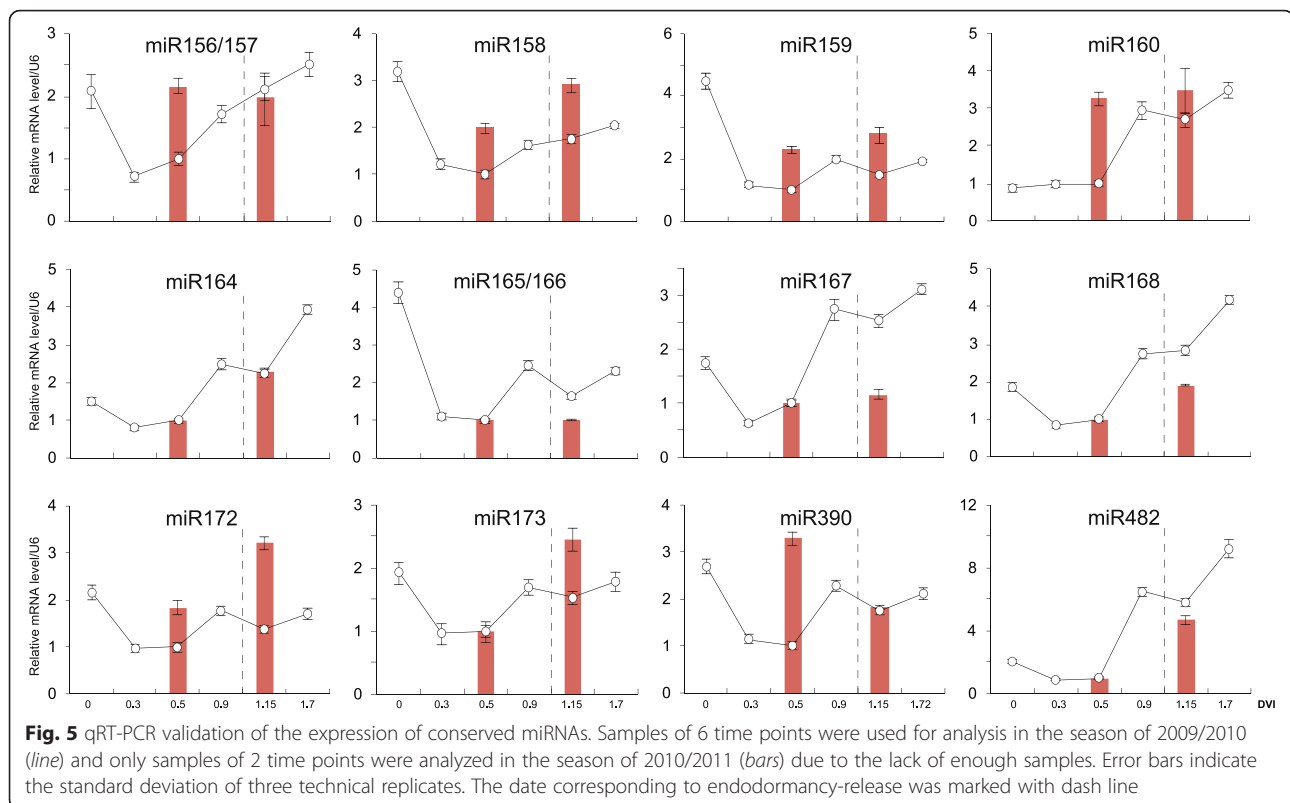 miR156/157
miR158
miR159
miR160
Relative mRNA level/U6
3
2
1
0
4
3
2
1
0
6
4
2
0
5
4
3
2
1
0
miR164
miR165/166
miR167
miR168
Relative mRNA level/U6
5
4
3
2
1
0
5
4
3
2
1
0
3
2
1
0
5
4
3
2
1
0
miR172
miR173
miR390
miR482
Relative mRNA level/U6
4
3
2
1
0
3
2
1
0
4
3
2
1
0
12
8
4
0
0 0.3 0.5 0.9 1.15 1.7
0 0.3 0.5 0.9 1.15 1.7
0 0.3 0.5 0.9 1.15 1.72
0 0.3 0.5 0.9 1.15 1.7 DVI
Fig. 5 qRT-PCR validation of the expression of conserved miRNAs. Samples of 6 time points were used for analysis in the season of 2009/2010
(line) and only samples of 2 time points were analyzed in the season of 2010/2011 (bars) due to the lack of enough samples. Error bars indicate
the standard deviation of three technical replicates. The date corresponding to endodormancy-release was marked with dash line